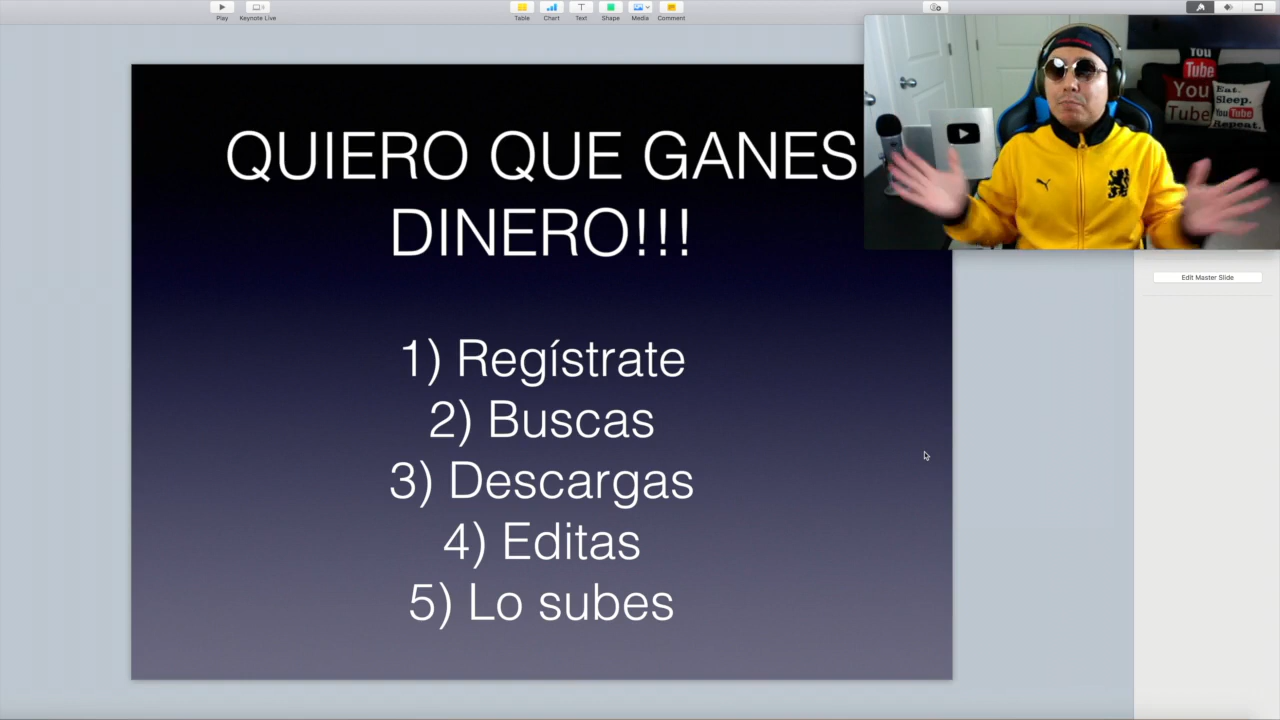 Play
Keynote Live
Table
Chart
Text
Shape
Media
Comment
QUIERO QUE GANES
DINERO!!!
1) Regístrate
2) Buscas
3) Descargas
4) Editas
5) Lo subes
You
Tube
You
Tube
Eat.
Sleep.
YouTube
Repeat.
Edit Master Slide